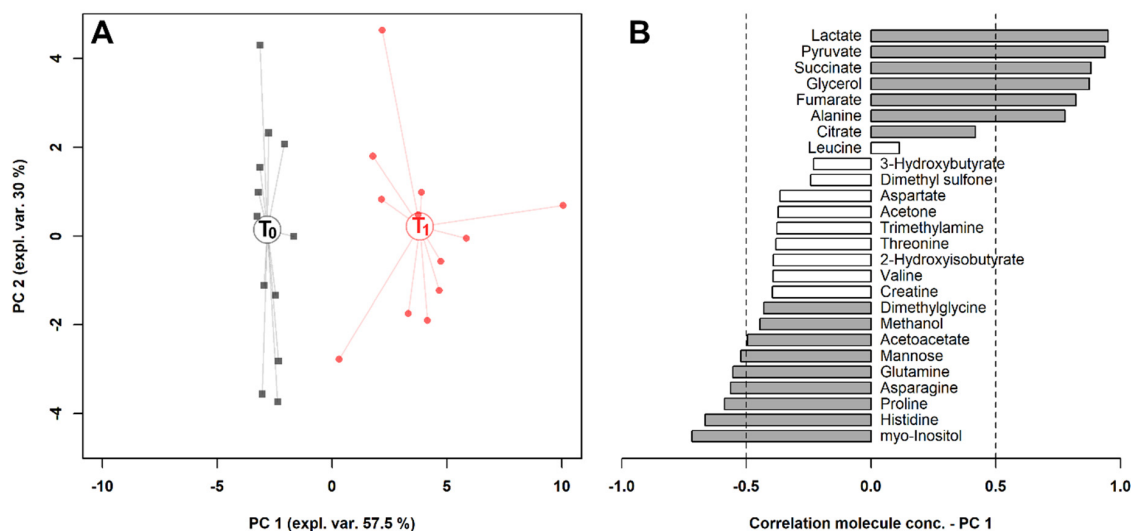 A
PC 2 (expl. var. 30 %)
4
2
0
-2
-4
T0
T1
-10
-5
0
5
10
PC 1 (expl. var. 57.5 %)
B
Lactate
Pyruvate
Succinate
Glycerol
Fumarate
Alanine
Citrate
Leucine
3-Hydroxybutyrate
Dimethyl sulfone
Aspartate
Acetone
Trimethylamine
Threonine
2-Hydroxyisobutyrate
Valine
Creatine
Dimethylglycine
Methanol
Acetoacetate
Mannose
Glutamine
Asparagine
Proline
Histidine
myo-Inositol
-1.0
-0.5
0.0
0.5
1.0
Correlation molecule conc. - PC 1